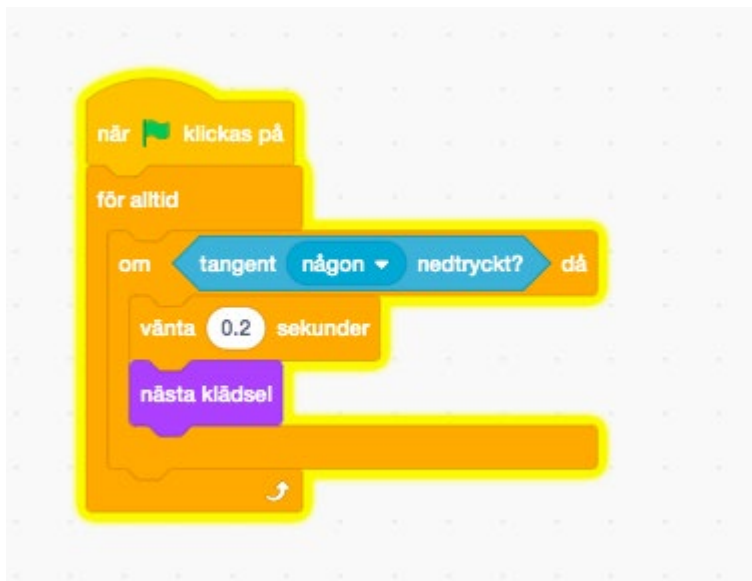 när klickas på
för alltid
om tangent någon nedtryckt? då
vänta 0.2 sekunder
nästa klädsel